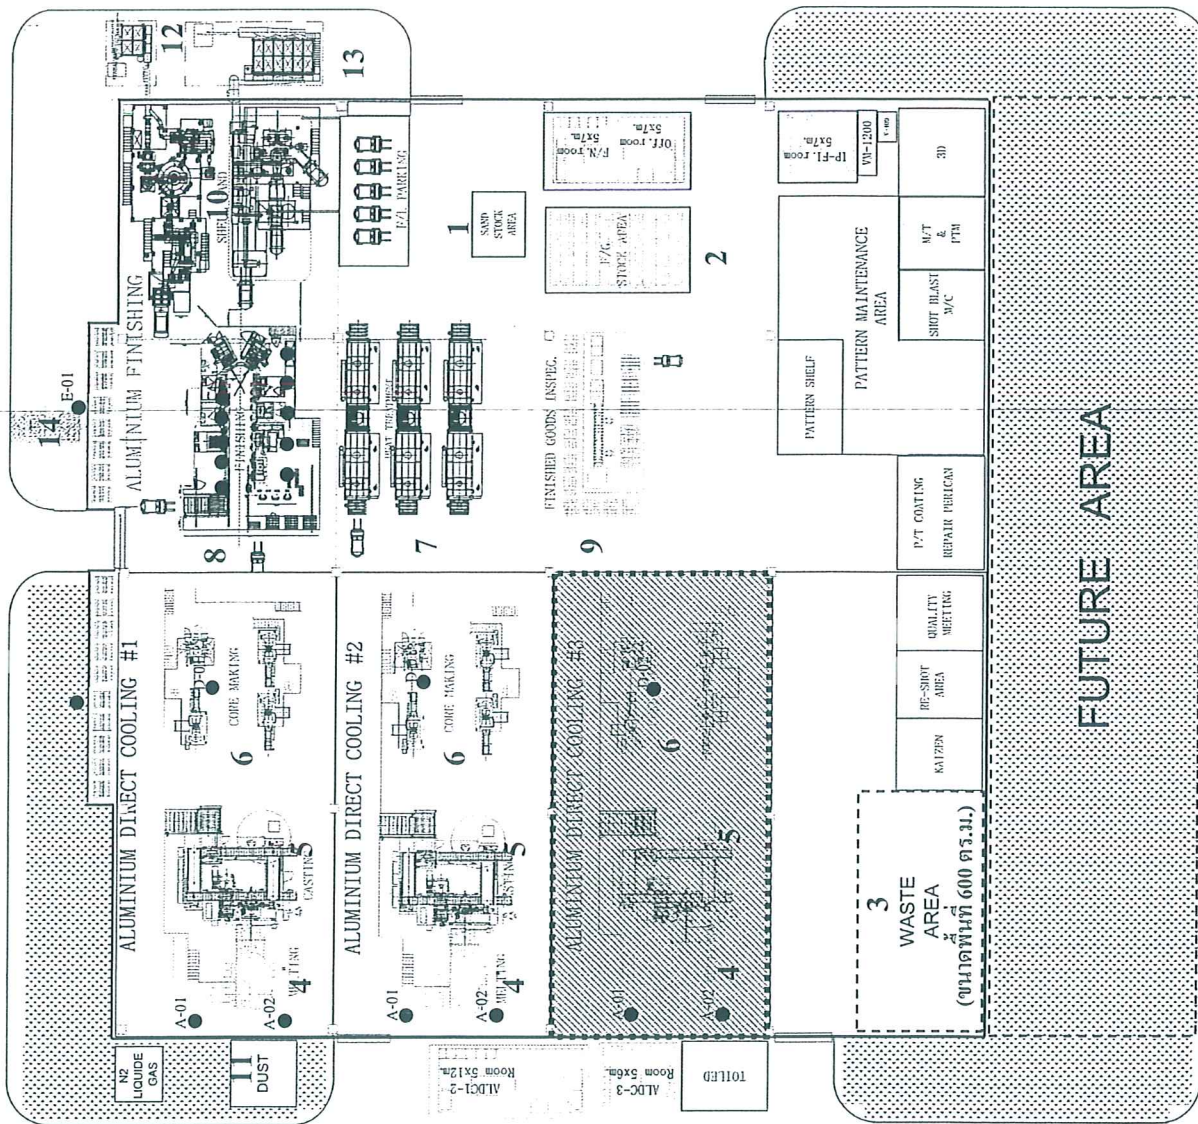 12
13
E-01
14
ALUMINIUM FINISHING
10
SHELL
FINISHING
8
F/L PARKING
1
SAND
STOCK
AREA
OFF. room
5x7m.
F/N. room
5x7m.
F/G.
STOCK AREA
2
HEAT TREATMENT
7
FINISHED GOODS INSPEC.
9
IP-FI. room
5x7m.
VM-1200
3D
M/T
&
PTM
SHOT BLAST
M/C
PATTERN MAINTENANCE
AREA
PATTERN SHELF
P/T COATING
REPAIR PERICAN
QUALITY
MEETING
RE-SHOT
AREA
KAIZEN
ALUMINIUM DIRECT COOLING #1
CORE MAKING
6
5
CASTING
4
A-01
A-02
ALUMINIUM DIRECT COOLING #2
CORE MAKING
6
5
4
MELTING
A-01
A-02
ALUMINIUM DIRECT COOLING #3
6
5
4
A-01
A-02
3
WASTE
AREA
(ขนาดพื้นที่ 600 ตร.ม.)
N2
LIQUIDE
GAS
11
DUST
ALDC1-2
Room 5x12m.
ALDC-3
Room 5x6m.
TOILED
FUTURE AREA